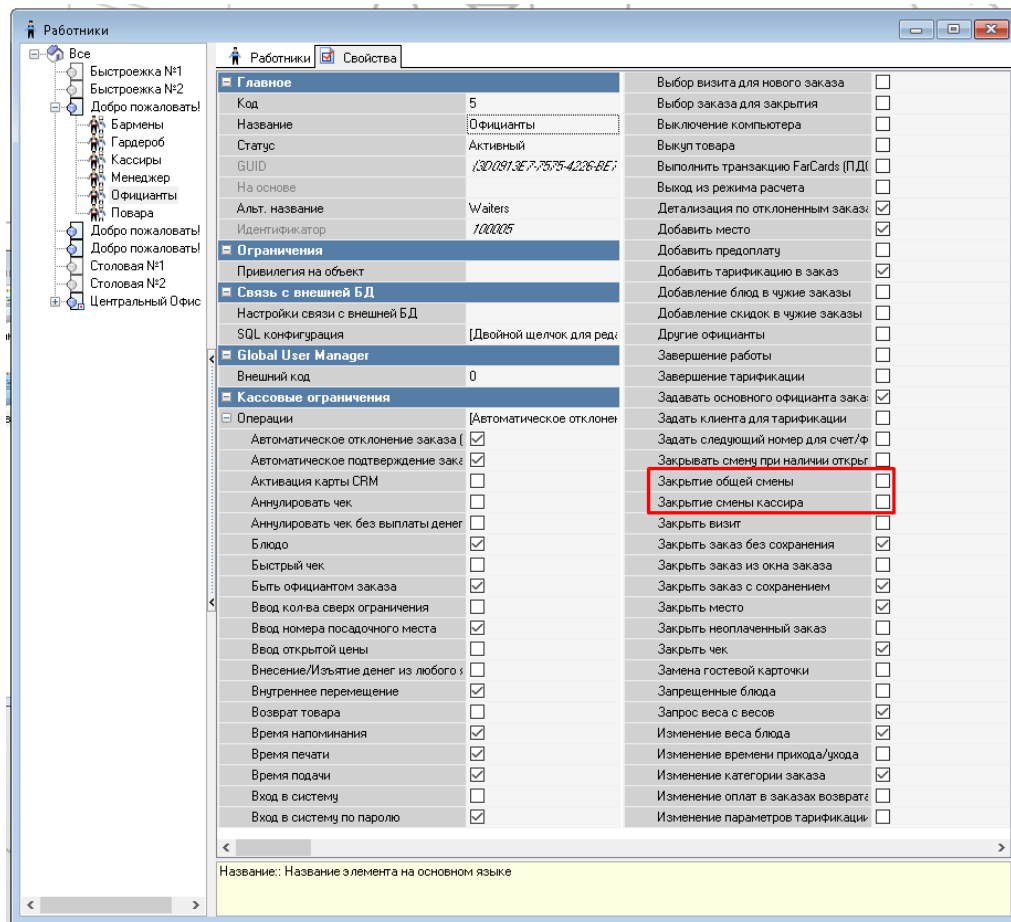 Работники
Все
Быстроежка №1
Быстроежка №2
Добро пожаловать!
Бармены
Гардероб
Кассиры
Менеджер
Официанты
Повара
Добро пожаловать!
Добро пожаловать!
Столовая №1
Столовая №2
Центральный Офис
Работники Свойства
Главное
Код 5
Название Официанты
Статус Активный
GUID {3D0913E7-7575-4226-BE7
На основе
Альт. название Waiters
Идентификатор 100005
Ограничения
Привилегия на объект
Связь с внешней БД
Настройки связи с внешней БД
SQL конфигурация [Двойной щелчок для реда
Global User Manager
Внешний код 0
Кассовые ограничения
Операции [Автоматическое отклонен
Автоматическое отклонение заказа (
Автоматическое подтверждение зака
Активация карты CRM
Аннулировать чек
Аннулировать чек без выплаты денег
Блюдо
Быстрый чек
Быть официантом заказа
Ввод кол-ва сверх ограничения
Ввод номера посадочного места
Ввод открытой цены
Внесение/Изъятие денег из любого я
Внутреннее перемещение
Возврат товара
Время напоминания
Время печати
Время подачи
Вход в систему
Вход в систему по паролю
Выбор визита для нового заказа
Выбор заказа для закрытия
Выключение компьютера
Выкуп товара
Выполнить транзакцию FarCards (ПДС
Выход из режима расчета
Детализация по отклоненным заказа
Добавить место
Добавить предоплату
Добавить тарификацию в заказ
Добавление блюд в чужие заказы
Добавление скидок в чужие заказы
Другие официанты
Завершение работы
Завершение тарификации
Задавать основного официанта зака
Задать клиента для тарификации
Задать следующий номер для счет/ф
Закрывать смену при наличии откры
Закрытие общей смены
Закрытие смены кассира
Закрыть визит
Закрыть заказ без сохранения
Закрыть заказ из окна заказа
Закрыть заказ с сохранением
Закрыть место
Закрыть неоплаченный заказ
Закрыть чек
Замена гостевой карточки
Запрещенные блюда
Запрос веса с весов
Изменение веса блюда
Изменение времени прихода/ухода
Изменение категории заказа
Изменение оплат в заказах возврата
Изменение параметров тарификации
Название:: Название элемента на основном языке